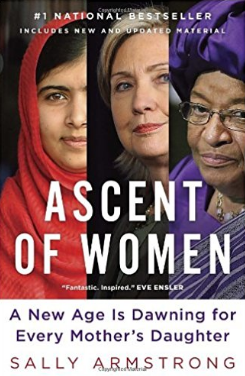 #1 NATIONAL BESTSELLER
INCLUDES NEW AND UPDATED MATERIAL
ASCENT
OF WOMEN
"Fantastic. Inspired." EVE ENSLER
A New Age Is Dawning for
Every Mother's Daughter
SALLY ARMSTRONG